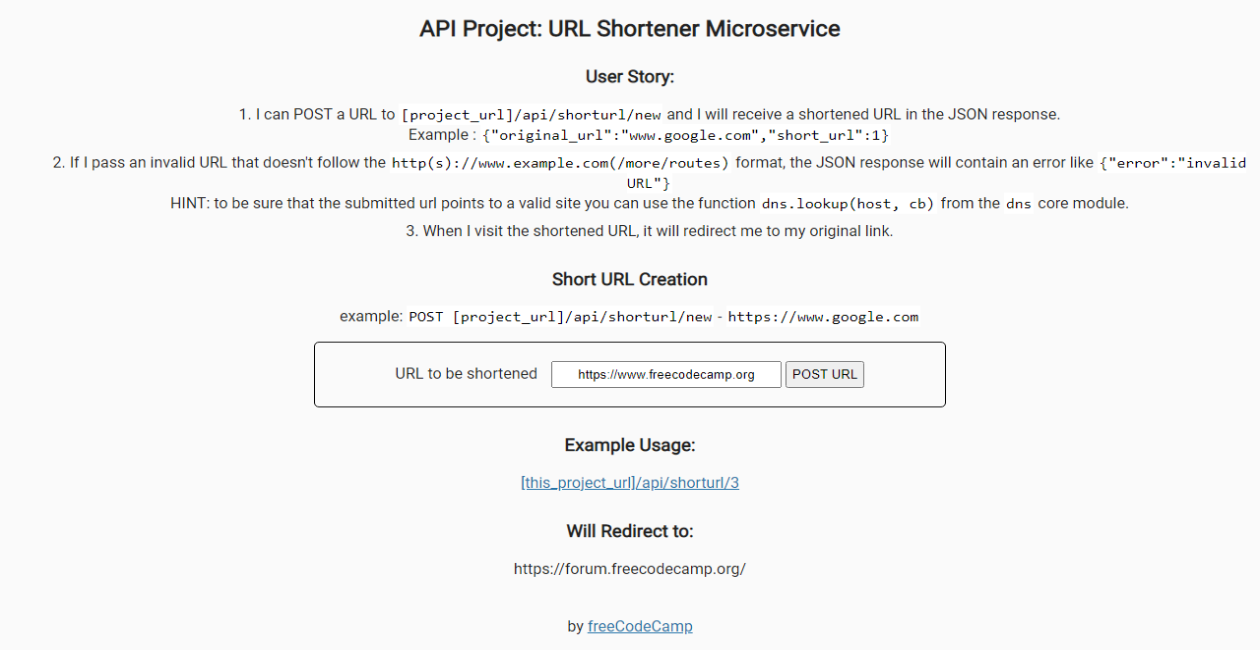 API Project: URL Shortener Microservice
User Story:
1. I can POST a URL to [project_url]/api/shorturl/new and I will receive a shortened URL in the JSON response.
Example : {"original_url":"www.google.com","short_url":1}
2. If I pass an invalid URL that doesn't follow the http(s)://www.example.com(/more/routes) format, the JSON response will contain an error like {"error":"invalid
URL"}
HINT: to be sure that the submitted url points to a valid site you can use the function dns.lookup(host, cb) from the dns core module.
3. When I visit the shortened URL, it will redirect me to my original link.
Short URL Creation
example: POST [project_url]/api/shorturl/new - https://www.google.com
URL to be shortened https://www.freecodecamp.org POST URL
Example Usage:
[this_project_url]/api/shorturl/3
Will Redirect to:
https://forum.freecodecamp.org/
by freeCodeCamp